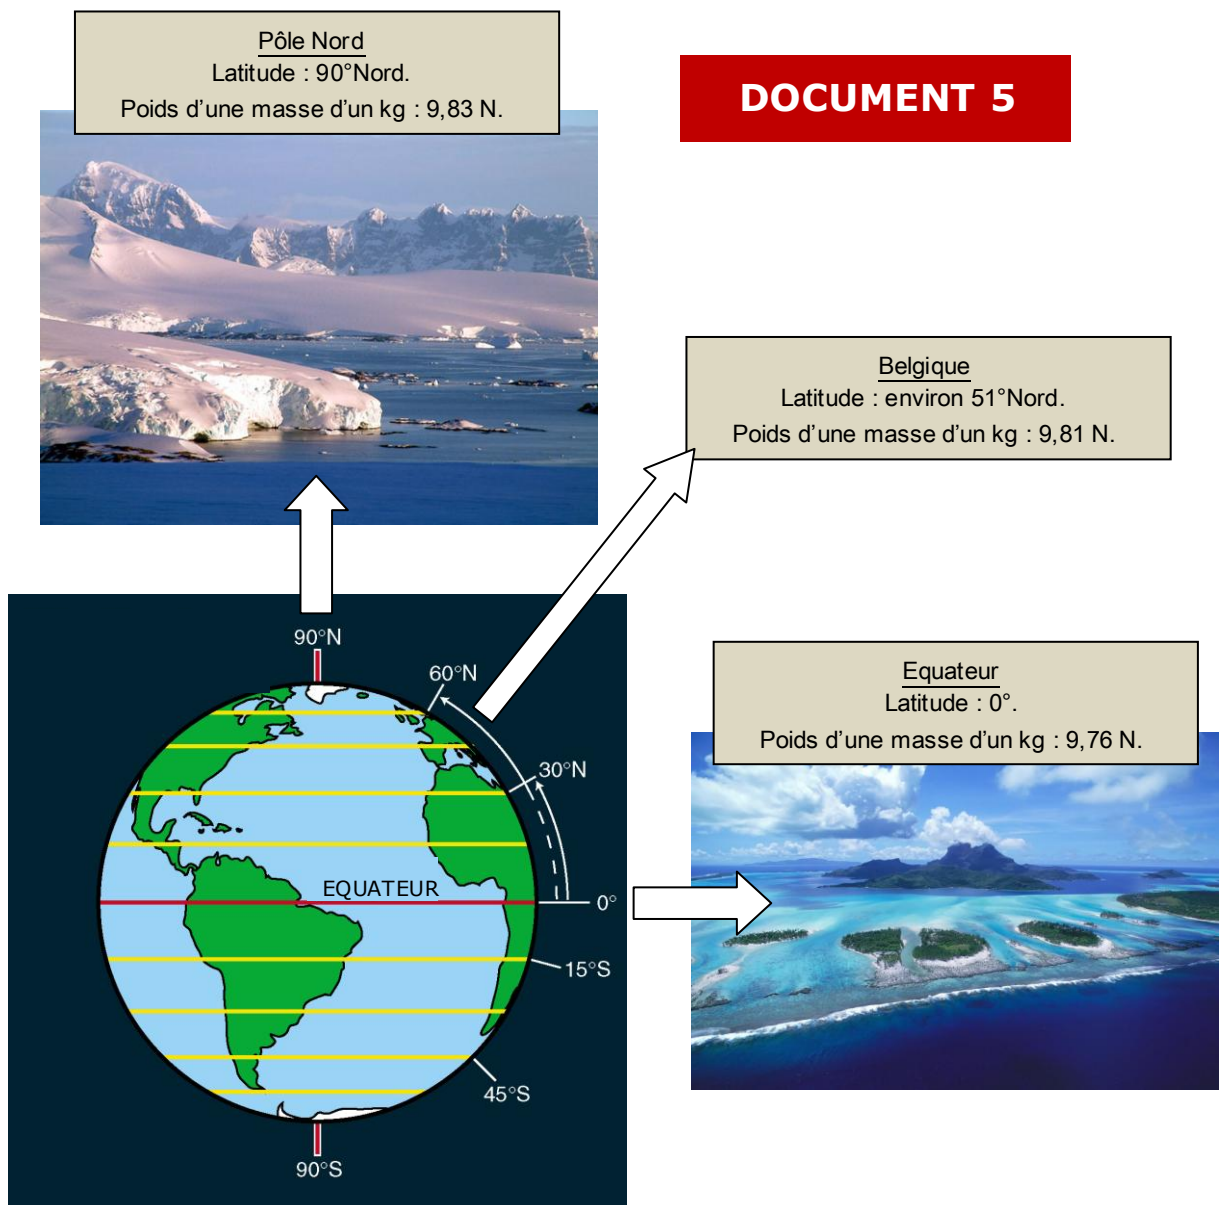 Pôle Nord
Latitude : 90°Nord.
Poids d'une masse d'un kg : 9,83 N.
DOCUMENT 5
Belgique
Latitude : environ 51°Nord.
Poids d'une masse d'un kg : 9,81 N.
Equateur
Latitude : 0°.
Poids d'une masse d'un kg : 9,76 N.
90°N
60°N
30°N
EQUATEUR
0°
15°S
45°S
90°S